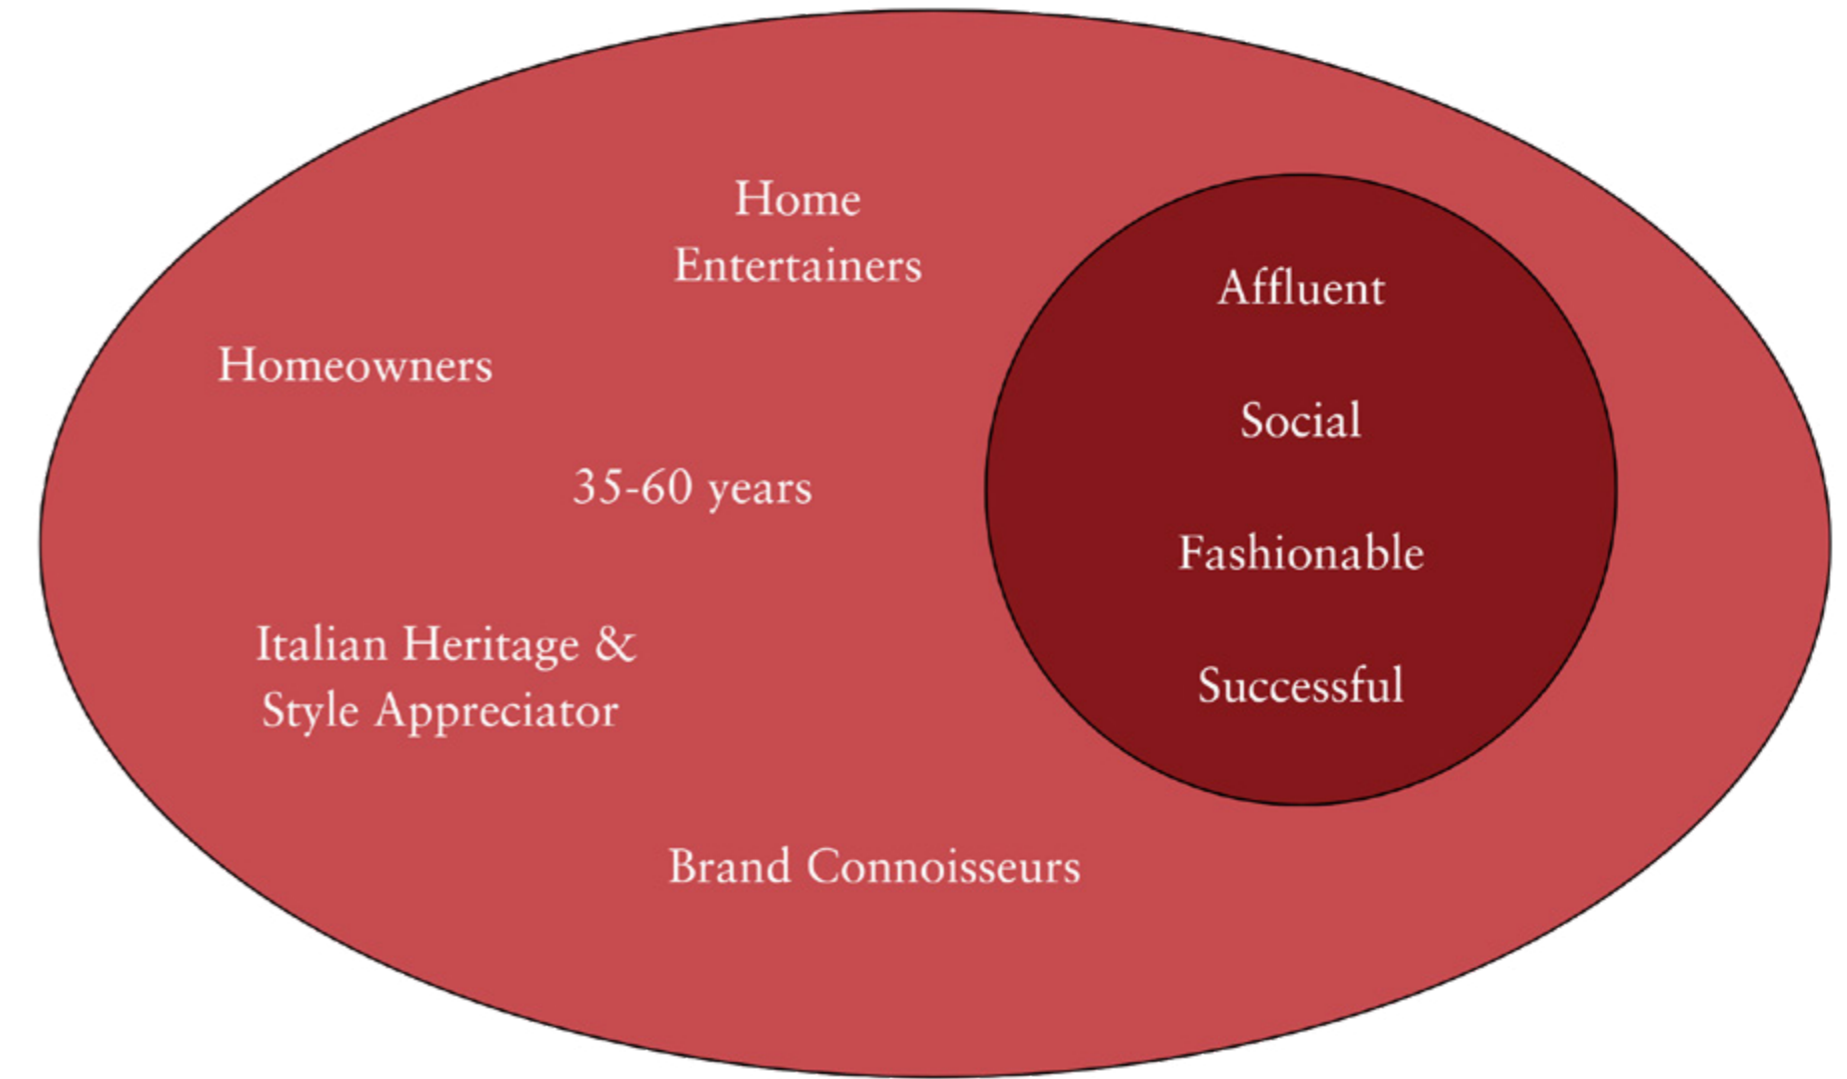 Home
Entertainers
Homeowners
35-60 years
Italian Heritage &
Style Appreciator
Brand Connoisseurs
Affluent
Social
Fashionable
Successful